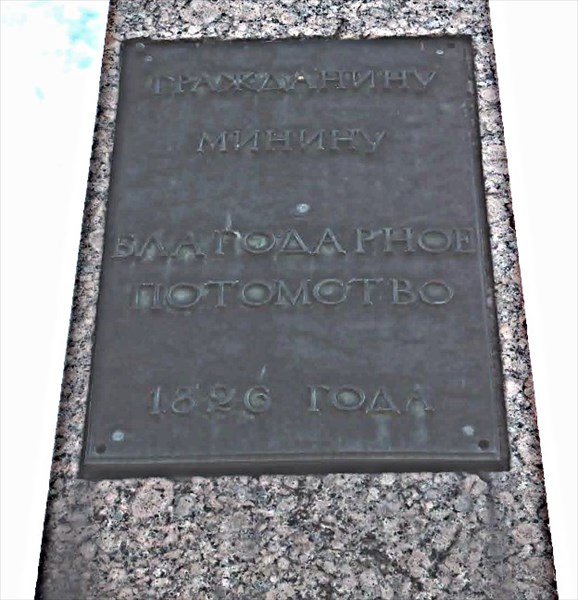 ГРАЖДАНИНУ
МИНИНУ
БЛАГОДАРНОЕ
ПОТОМСТВО
1826 ГОДА